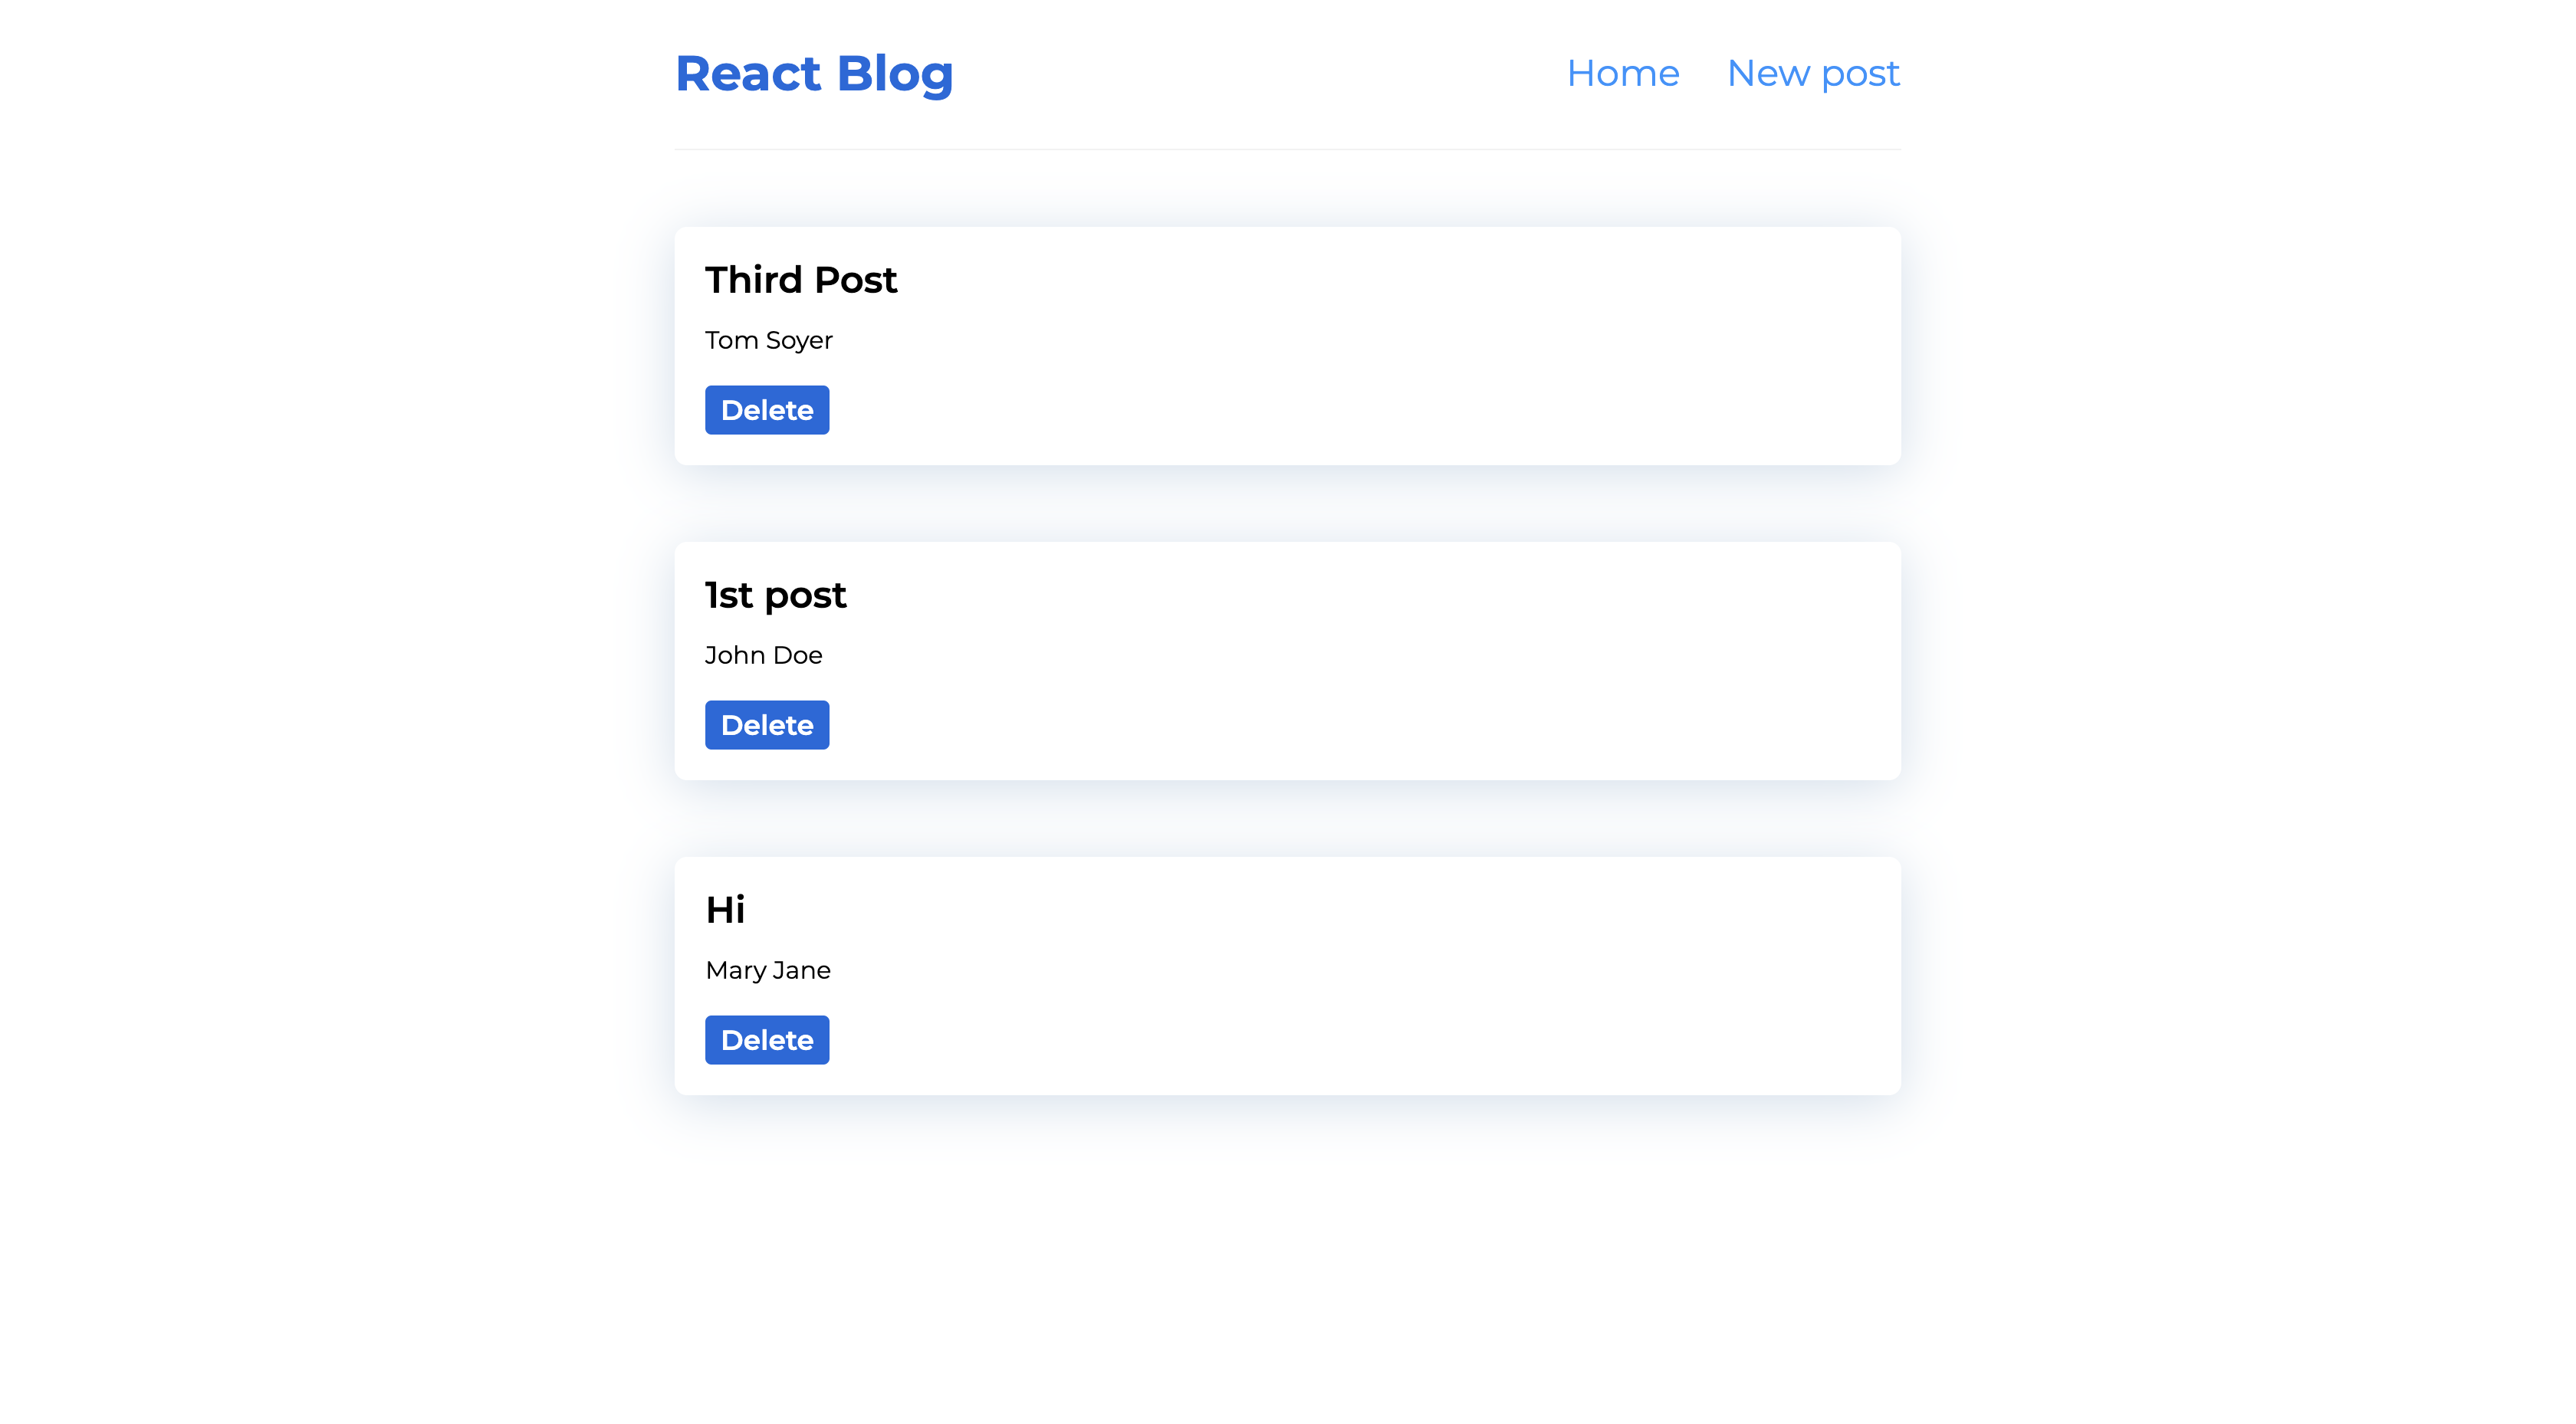 React Blog
Home
New post
Third Post
Tom Soyer
Delete
1st post
John Doe
Delete
Hi
Mary Jane
Delete